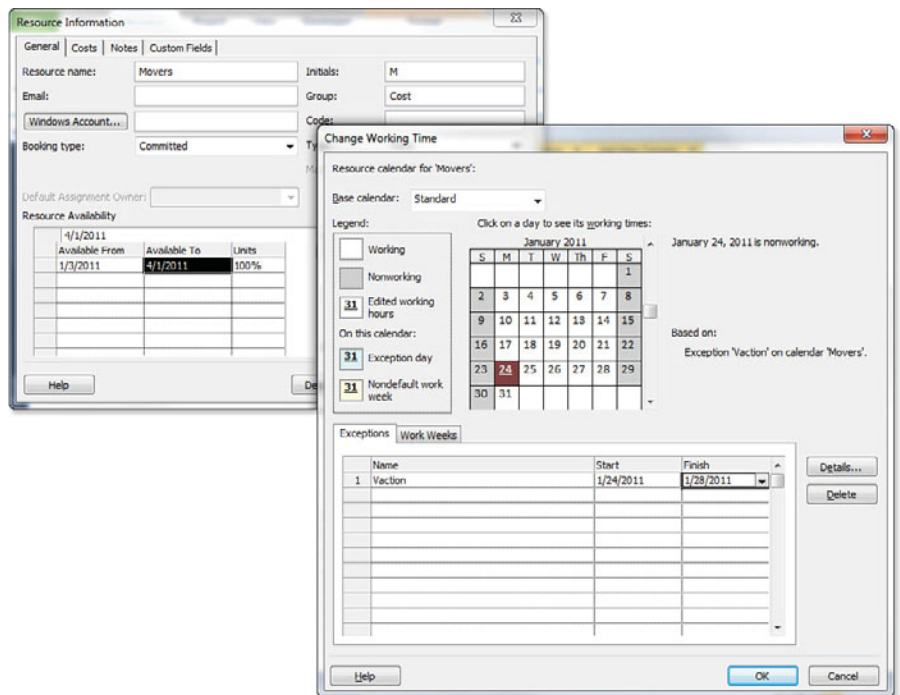 Resource Information
General Costs Notes Custom Fields
Resource name: Movers Initials: M
Email: Group: Cost
Windows Account... Code:
Booking type: Committed
Default Assignment Owner:
Resource Availability
4/1/2011
Available From Available To Units
1/3/2011 4/1/2011 100%
Help
Change Working Time
Resource calendar for 'Movers':
Base calendar: Standard
Legend:
Working
Nonworking
31 Edited working
hours
On this calendar:
31 Exception day
31 Nondefault work
week
Click on a day to see its working times:
January 2011
S M T W Th F S
1
2 3 4 5 6 7 8
9 10 11 12 13 14 15
16 17 18 19 20 21 22
23 24 25 26 27 28 29
30 31
January 24, 2011 is nonworking.
Based on:
Exception 'Vaction' on calendar 'Movers'.
Exceptions Work Weeks
Name Start Finish
1 Vaction 1/24/2011 1/28/2011
Details...
Delete
Help OK Cancel